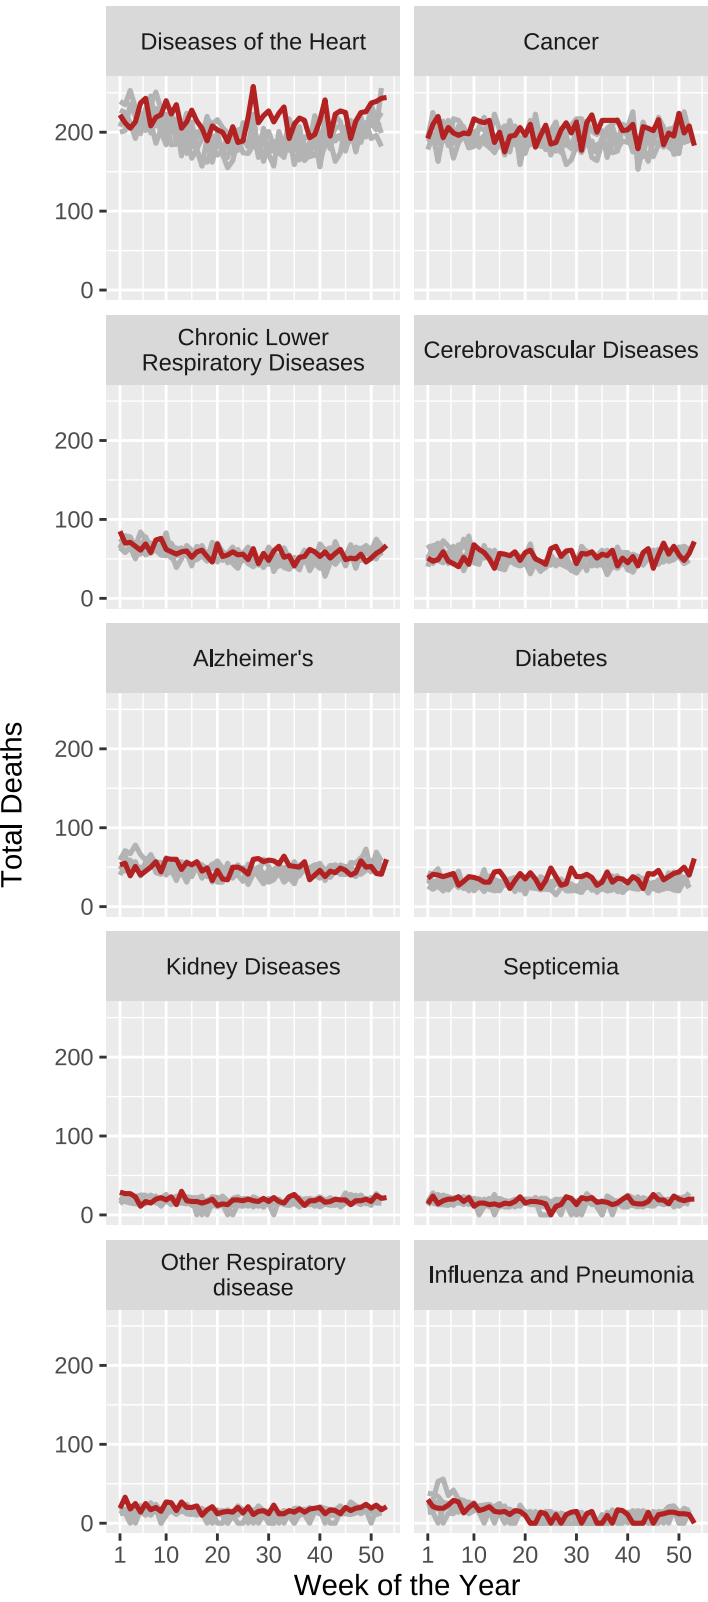 Diseases of the Heart
Cancer
200
100
0
Chronic Lower
Respiratory Diseases
Cerebrovascular Diseases
200
100
0
Alzheimer's
Diabetes
200
100
0
Total Deaths
Kidney Diseases
Septicemia
200
100
0
Other Respiratory
disease
Influenza and Pneumonia
200
100
0
1 10 20 30 40 50
1 10 20 30 40 50
Week of the Year